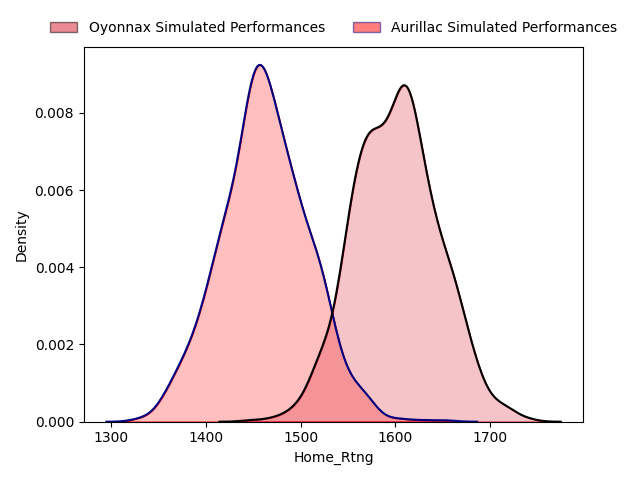 Oyonnax Simulated Performances Aurillac Simulated Performances
0.008
0.006
0.004
0.002
0.000
Density
1300 1400 1500 1600 1700
Home_Rtng